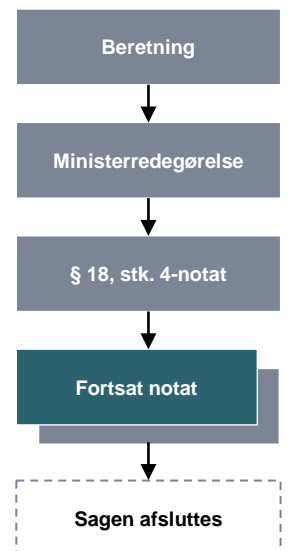 Beretning
Ministerredegørelse
§ 18, stk. 4-notat
Fortsat notat
Sagen afsluttes